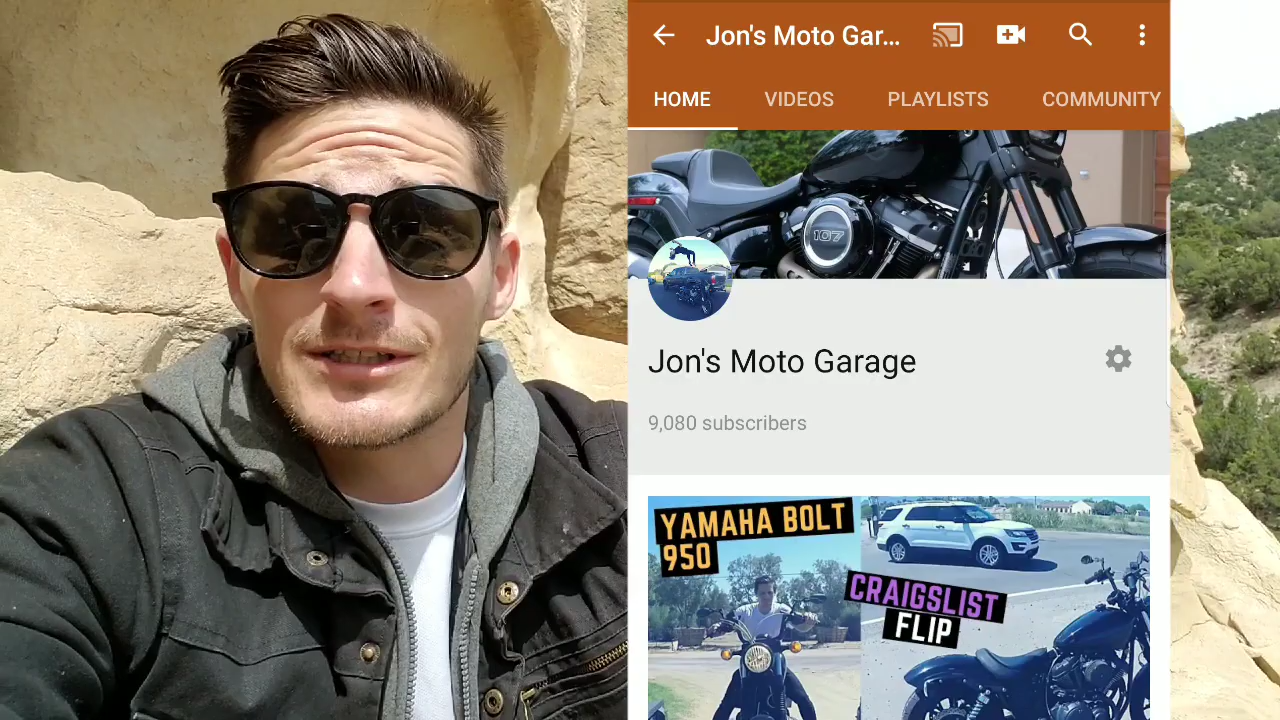 Jon's Moto Gar...
HOME VIDEOS PLAYLISTS COMMUNITY
107
Jon's Moto Garage
9,080 subscribers
YAMAHA BOLT
950
CRAIGSLIST
FLIP